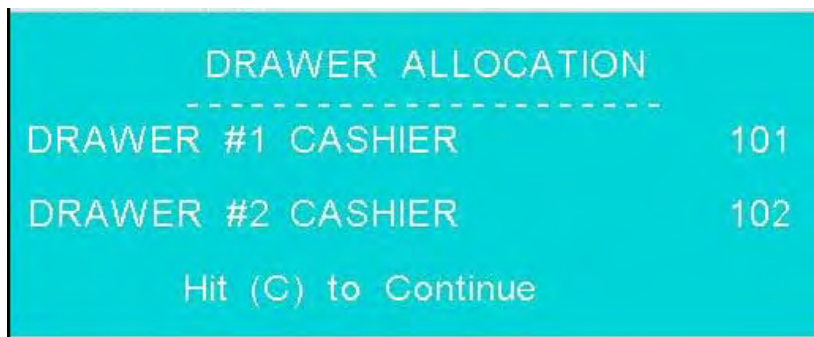 DRAWER ALLOCATION
----------------------
DRAWER #1 CASHIER 101
DRAWER #2 CASHIER 102
Hit (C) to Continue